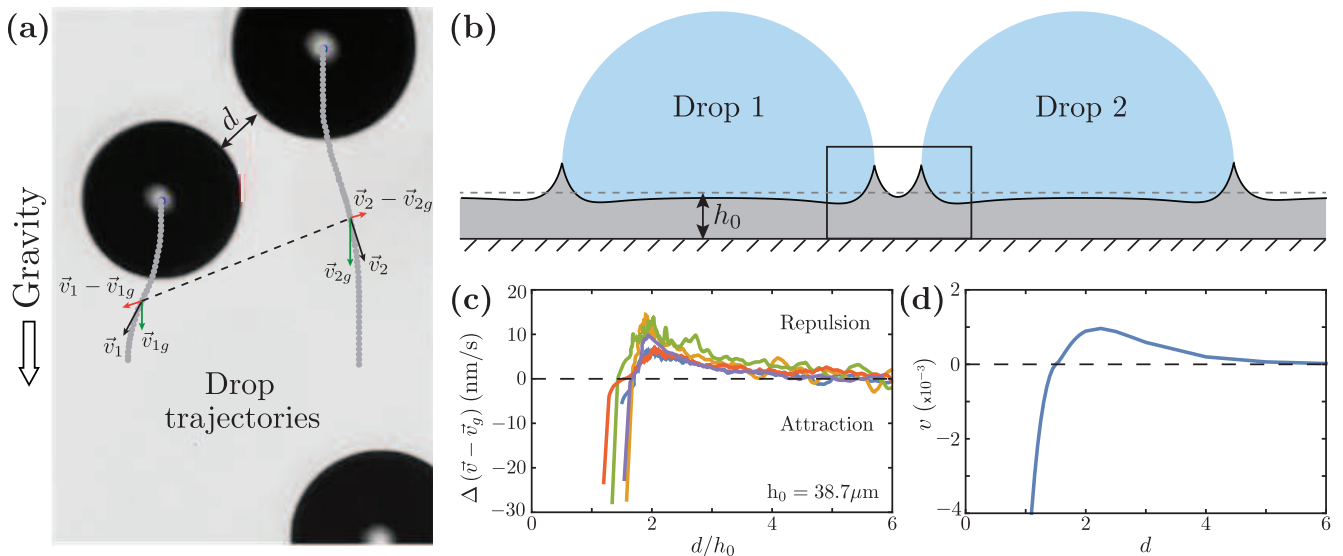 (a)
d
v⃗₂ − v⃗₂g
v⃗₂g
v⃗₂
v⃗₁ − v⃗₁g
v⃗₁
v⃗₁g
Gravity
Drop
trajectories
(b)
Drop 1
Drop 2
h₀
(c)
20
10
0
-10
-20
-30
Δ (v⃗ − v⃗g) (nm/s)
Repulsion
Attraction
h₀ = 38.7μm
0
2
4
6
d/h₀
(d)
2
0
-2
-4
v (x10⁻³)
0
2
4
6
d